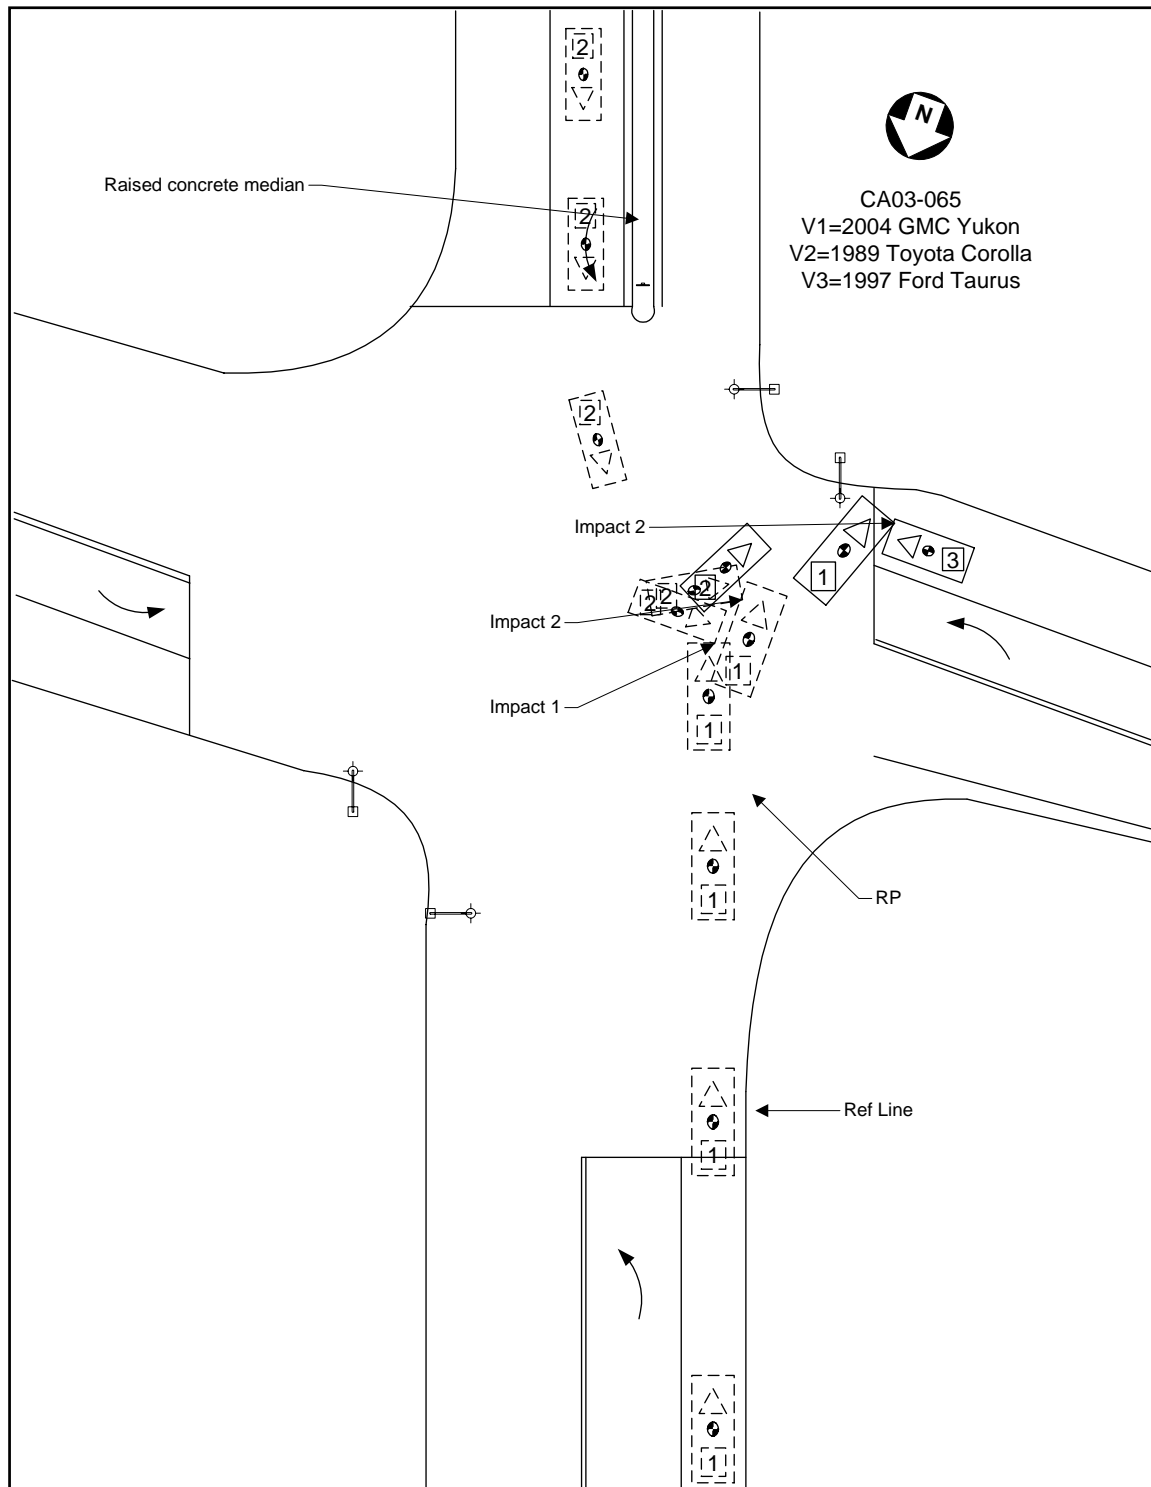 2
N
Raised concrete median
CA03-065
V1=2004 GMC Yukon
2
V2=1989 Toyota Corolla
V3=1997 Ford Taurus
2
Impact 2
3
1
2
2
2
Impact 2
1
Impact 1
1
1
RP
Ref Line
1
1